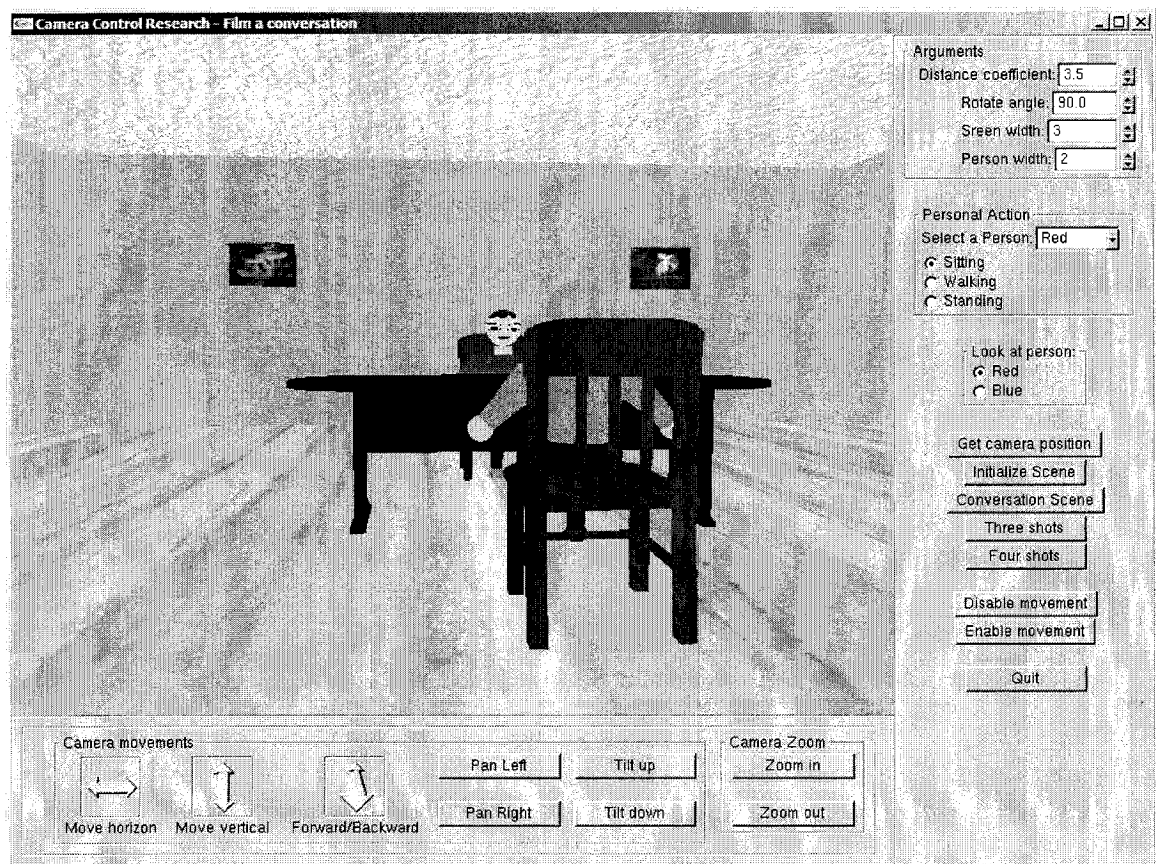 Camera Control Research - Film a conversation
Arguments
Distance coefficient: 3.5
Rotate angle: 90.0
Sreen width: 3
Person width: 2
Personal Action
Select a Person: Red
Sitting
Walking
Standing
Look at person:
Red
Blue
Get camera position
Initialize Scene
Conversation Scene
Three shots
Four shots
Disable movement
Enable movement
Quit
Camera movements
Move horizon Move vertical Forward/Backward
Pan Left Tilt up
Pan Right Tilt down
Camera Zoom
Zoom in
Zoom out